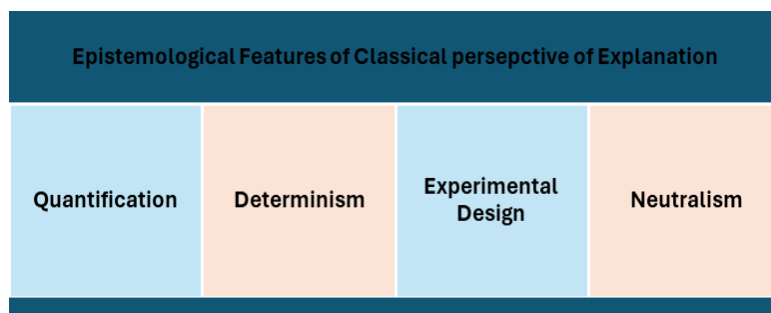 Epistemological Features of Classical persepctive of Explanation
Quantification
Determinism
Experimental
Design
Neutralism